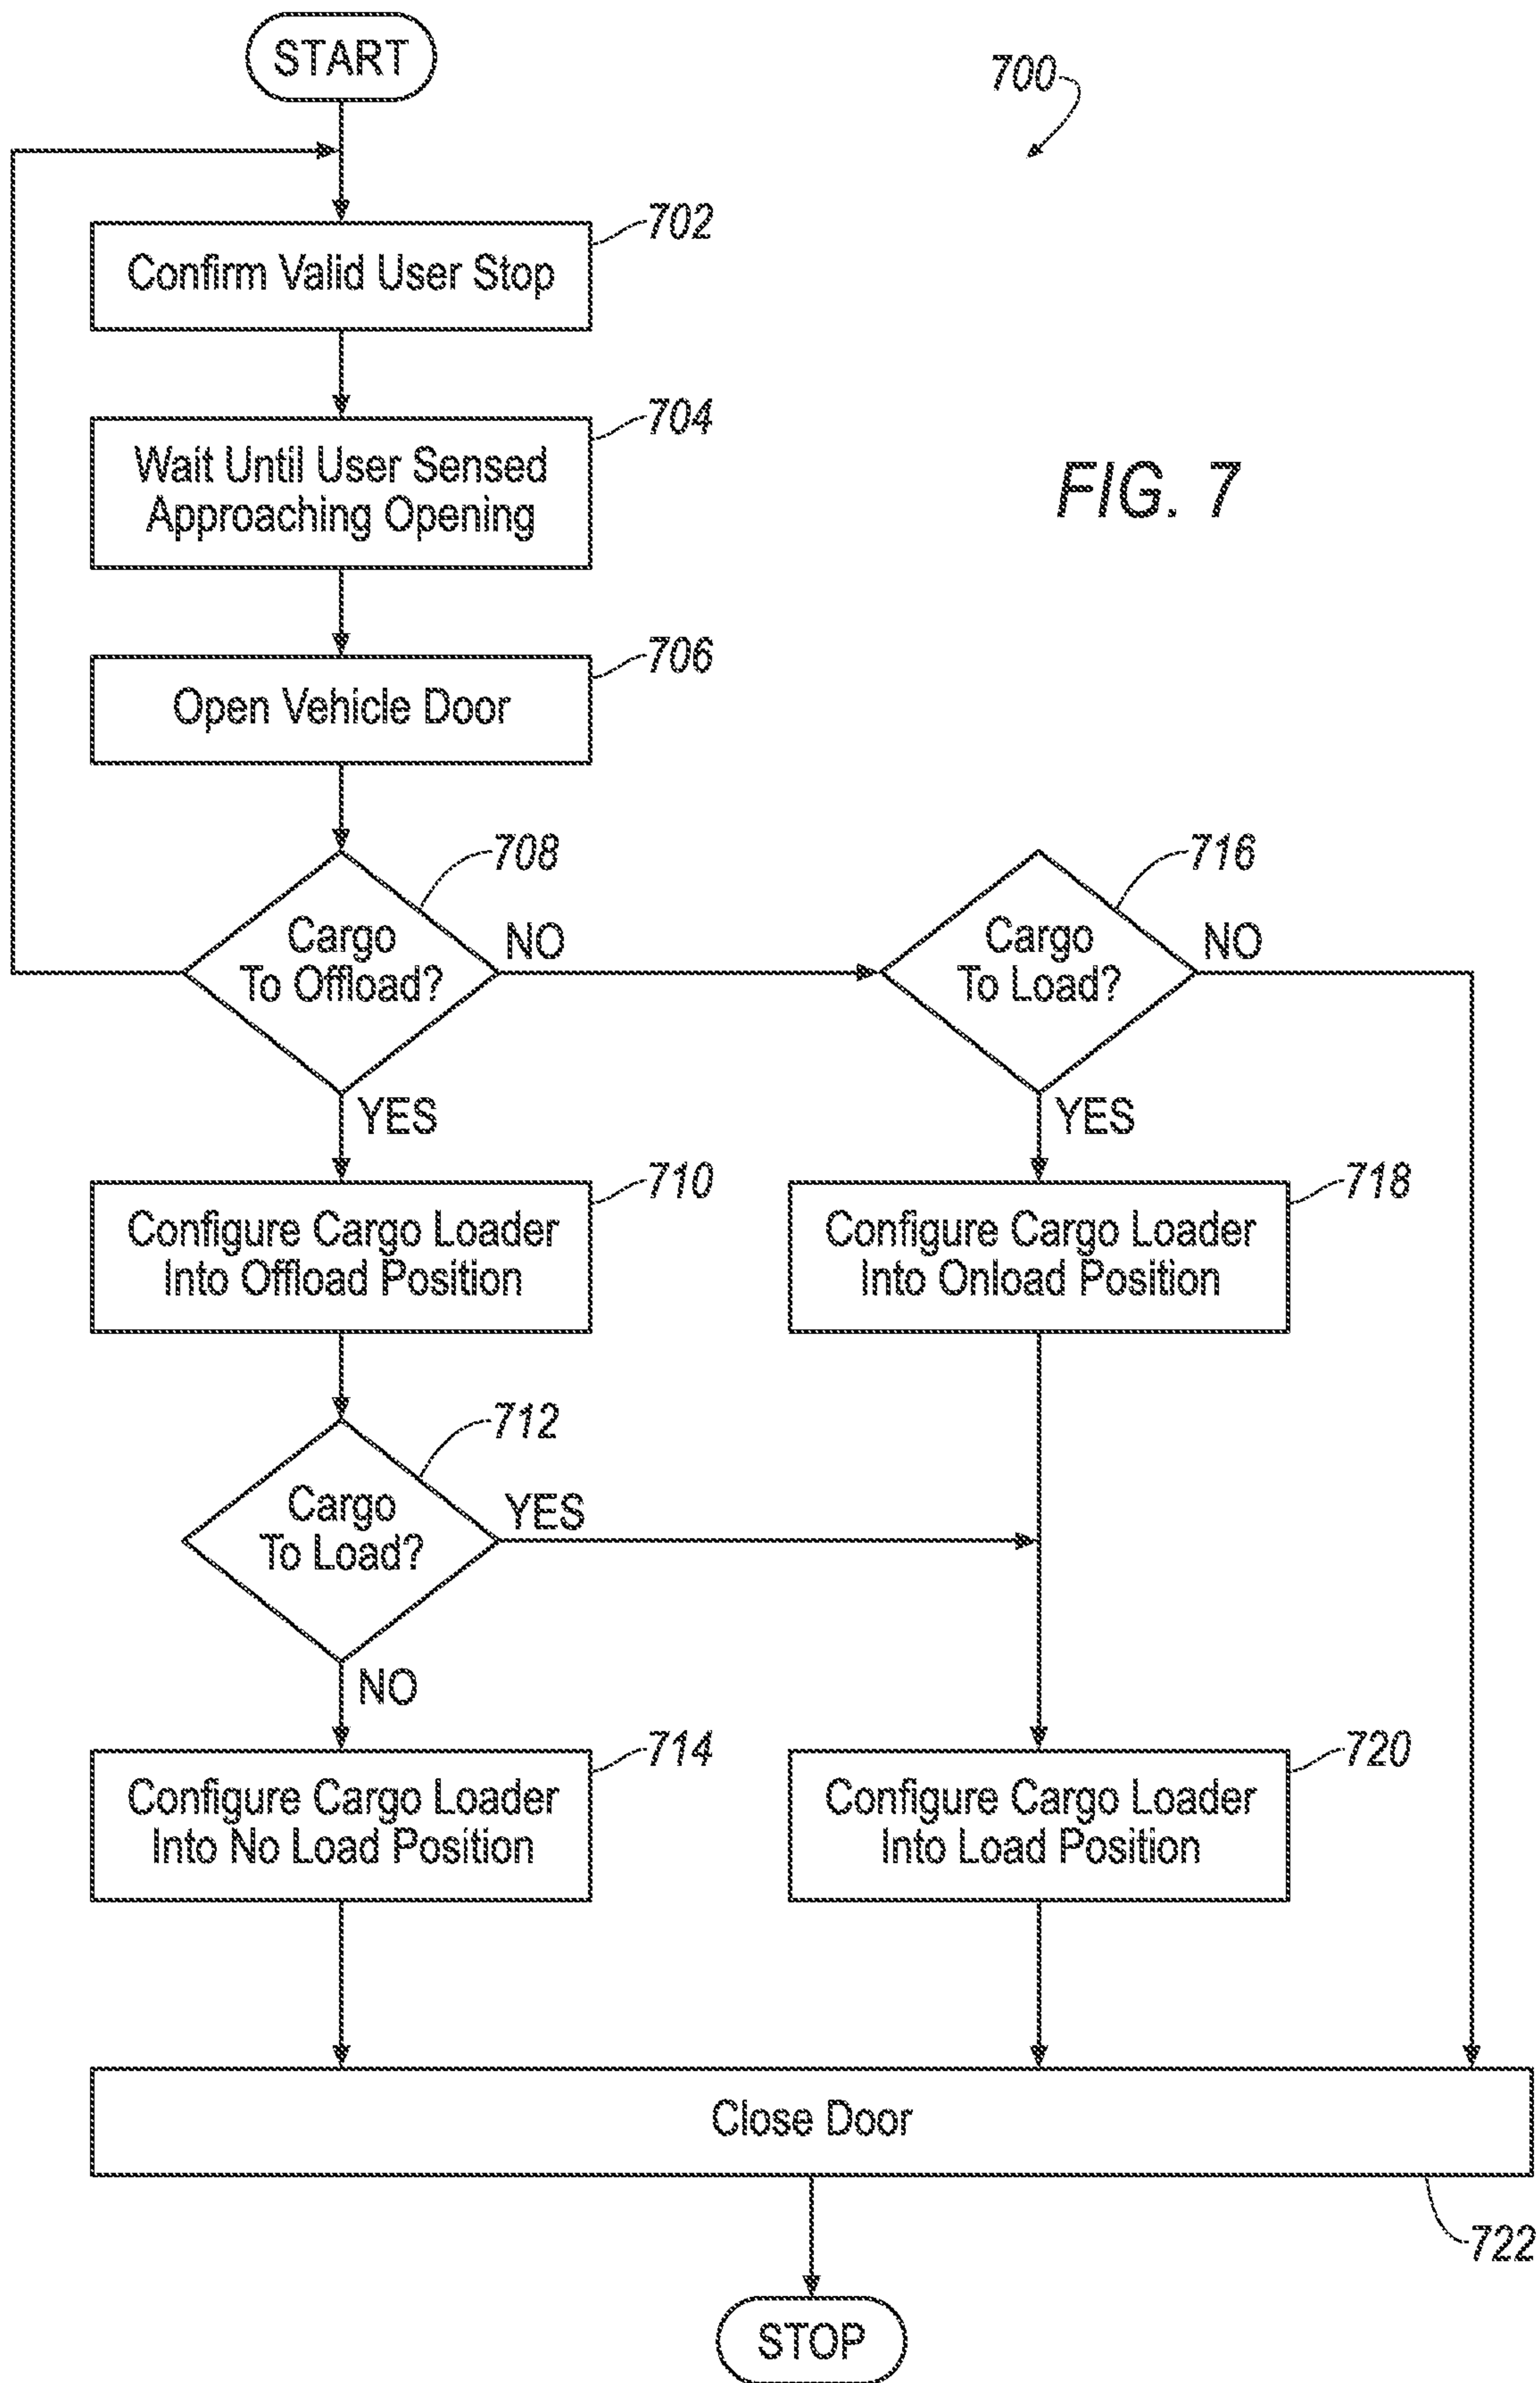 START
700
702
Confirm Valid User Stop
704
Wait Until User Sensed
Approaching Opening
FIG. 7
706
Open Vehicle Door
708
Cargo
To Offload?
NO
716
Cargo
To Load?
NO
YES
YES
710
Configure Cargo Loader
Into Offload Position
718
Configure Cargo Loader
Into Onload Position
712
Cargo
To Load?
YES
NO
714
Configure Cargo Loader
Into No Load Position
720
Configure Cargo Loader
Into Load Position
Close Door
722
STOP